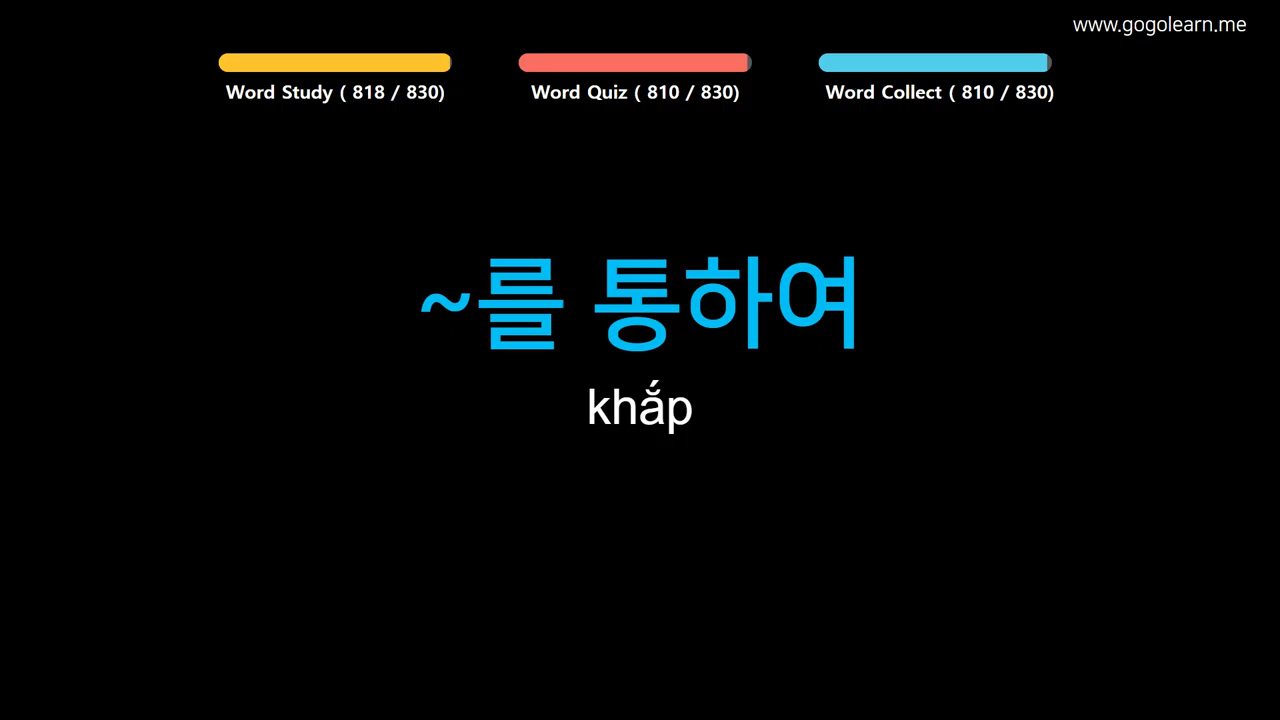 www.gogolearn.me
Word Study ( 818 / 830)
Word Quiz ( 810 / 830)
Word Collect ( 810 / 830)
~를 통하여
khắp